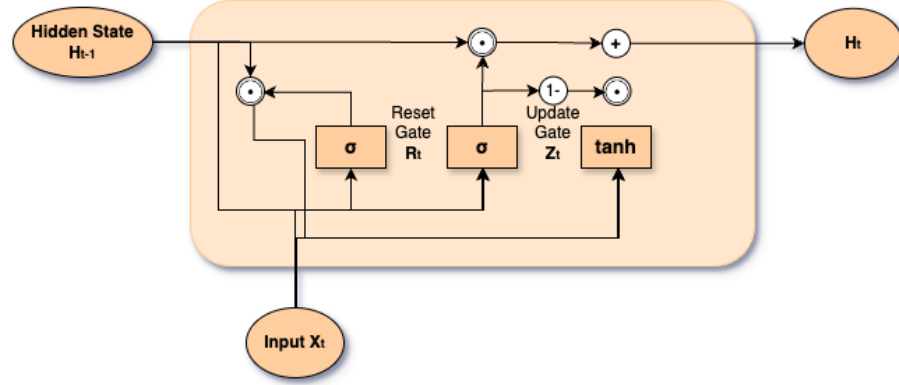 Hidden State
Ht-1
Ht
+
1-
Reset
Gate
Rt
Update
Gate
Zt
σ
σ
tanh
Input Xt